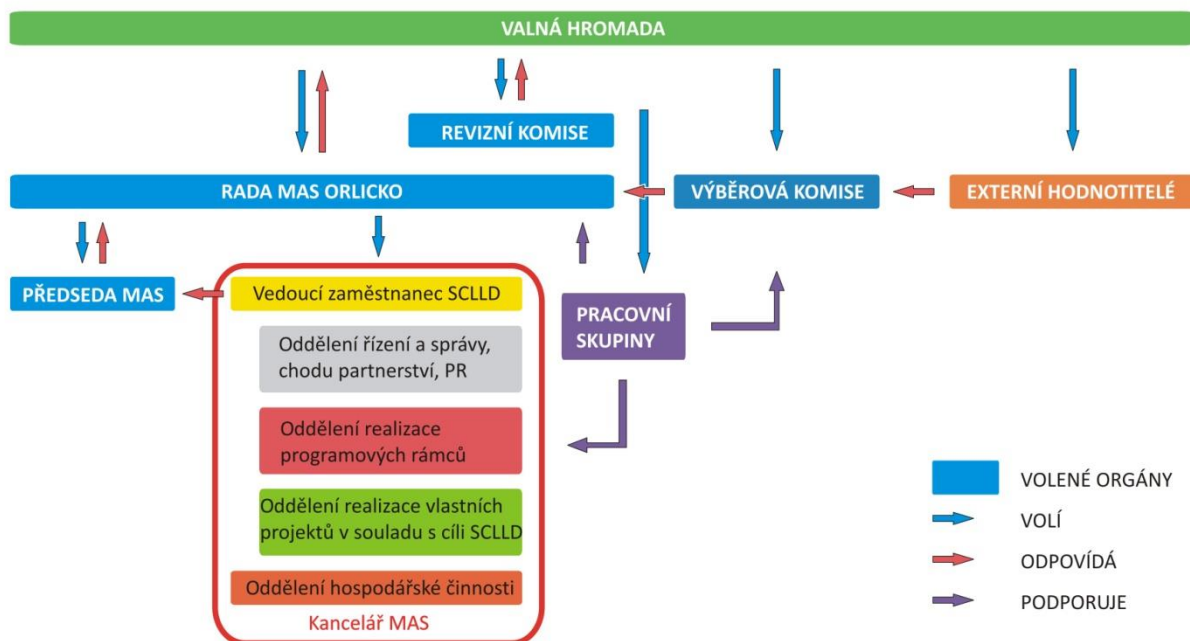 VALNÁ HROMADA
REVIZNÍ KOMISE
RADA MAS ORLICKO
VÝBĚROVÁ KOMISE
EXTERNÍ HODNOTITELÉ
PŘEDSEDA MAS
Vedoucí zaměstnanec SCLLD
PRACOVNÍ
SKUPINY
Oddělení řízení a správy,
chodu partnerství, PR
Oddělení realizace
programových rámců
Oddělení realizace vlastních
projektů v souladu s cíli SCLLD
Oddělení hospodářské činnosti
Kancelář MAS
VOLENÉ ORGÁNY
VOLÍ
ODPOVÍDÁ
PODPORUJE